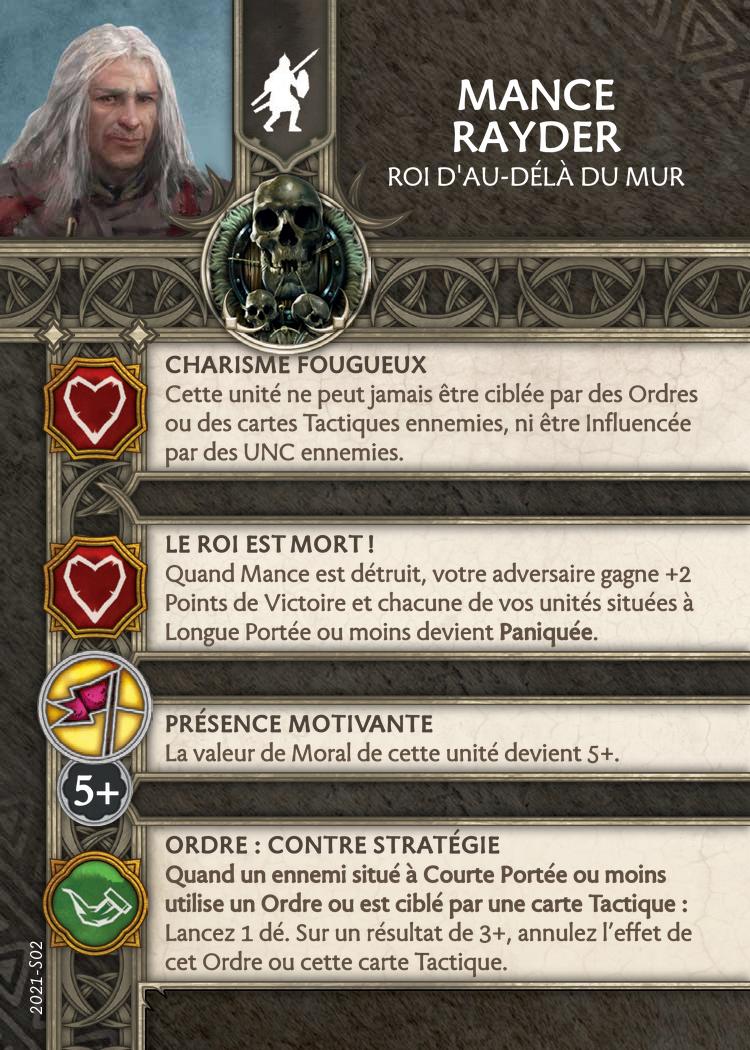 MANCE
RAYDER
ROI D'AU-DÉLÀ DU MUR
CHARISME FOUGUEUX
Cette unité ne peut jamais être ciblée par des Ordres
ou des cartes Tactiques ennemies, ni être Influencée
par des UNC ennemies.
LE ROI EST MORT !
Quand Mance est détruit, votre adversaire gagne +2
Points de Victoire et chacune de vos unités situées à
Longue Portée ou moins devient Paniquée.
PRÉSENCE MOTIVANTE
La valeur de Moral de cette unité devient 5+.
5+
ORDRE : CONTRE STRATÉGIE
Quand un ennemi situé à Courte Portée ou moins
utilise un Ordre ou est ciblé par une carte Tactique :
Lancez 1 dé. Sur un résultat de 3+, annulez l'effet de
cet Ordre ou cette carte Tactique.
2021-S02